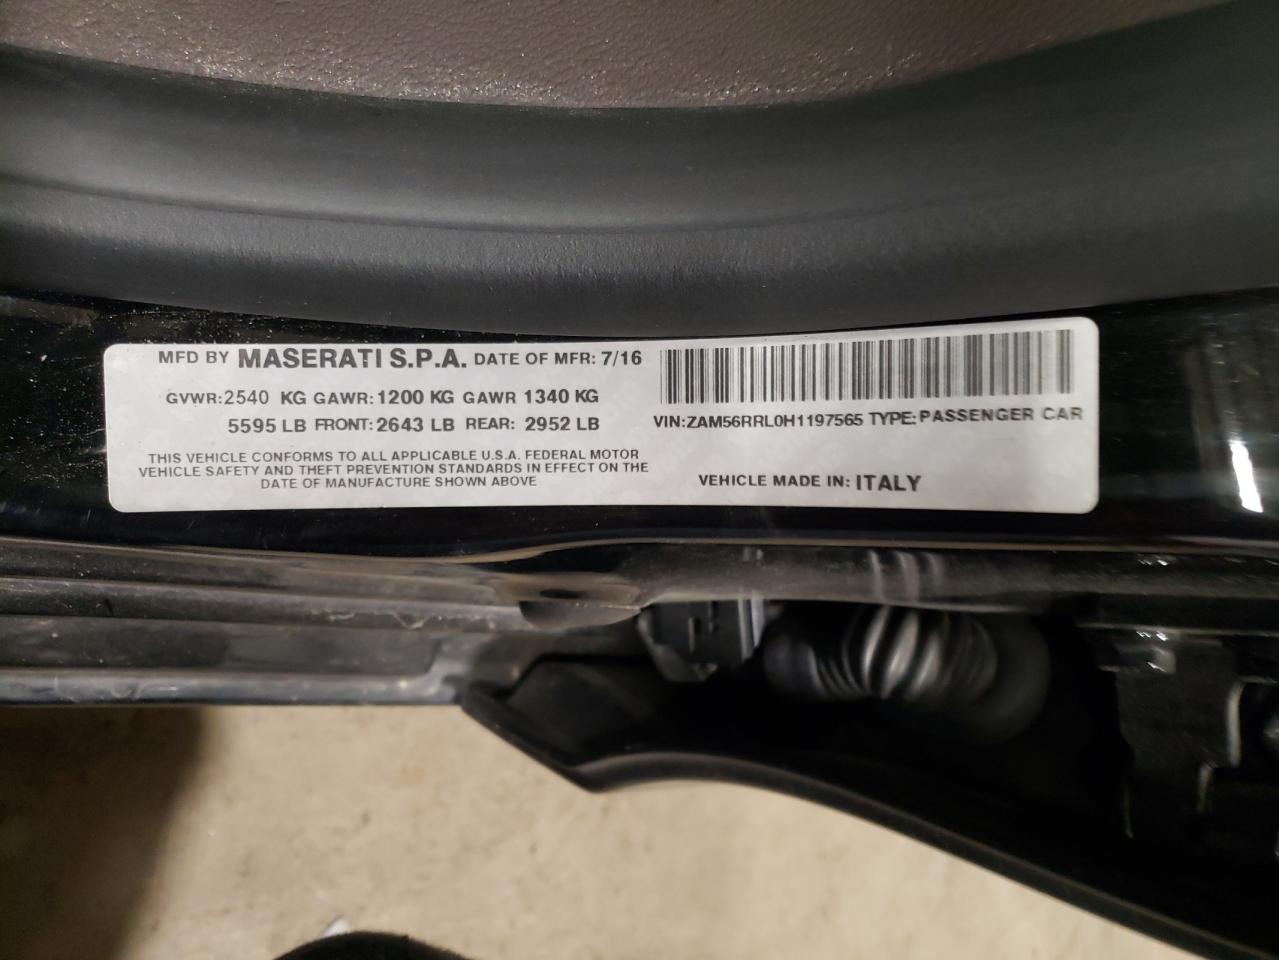 MFD BY MASERATI S.P.A. DATE OF MFR: 7/16
GVWR:2540 KG GAWR:1200 KG GAWR 1340 KG
5595 LB FRONT:2643 LB REAR: 2952 LB
THIS VEHICLE CONFORMS TO ALL APPLICABLE U.S.A. FEDERAL MOTOR
VEHICLE SAFETY AND THEFT PREVENTION STANDARDS IN EFFECT ON THE
DATE OF MANUFACTURE SHOWN ABOVE
VIN:ZAM56RRL0H1197565 TYPE:PASSENGER CAR
VEHICLE MADE IN: ITALY